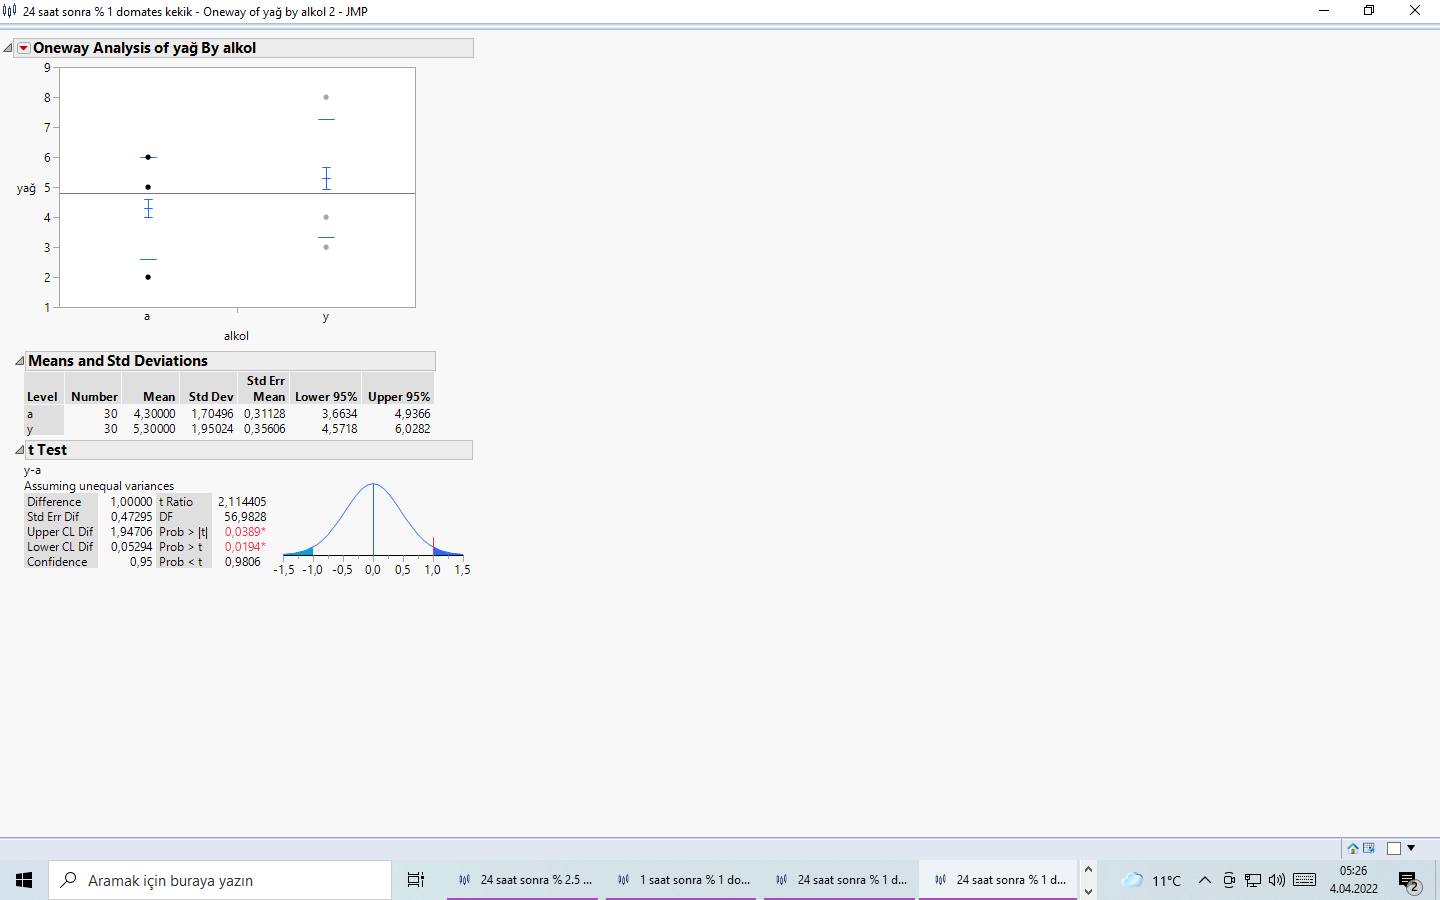 24 saat sonra % 1 domates kekik - Oneway of yağ by alkol 2 - JMP
Oneway Analysis of yağ By alkol
9
8
7
6
yağ 5
4
3
2
1
a y
alkol
Means and Std Deviations
Level Number Mean Std Dev Std Err Mean Lower 95% Upper 95%
a 30 4,30000 1,70496 0,31128 3,6634 4,9366
y 30 5,30000 1,95024 0,35606 4,5718 6,0282
t Test
y-a
Assuming unequal variances
Difference 1,00000 t Ratio 2,114405
Std Err Dif 0,47295 DF 56,9828
Upper CL Dif 1,94706 Prob > |t| 0,0389*
Lower CL Dif 0,05294 Prob > t 0,0194*
Confidence 0,95 Prob < t 0,9806
-1,5 -1,0 -0,5 0,0 0,5 1,0 1,5
Aramak için buraya yazın
24 saat sonra % 2.5 ...
1 saat sonra % 1 do...
24 saat sonra % 1 d...
24 saat sonra % 1 d...
11°C
05:26
4.04.2022
2